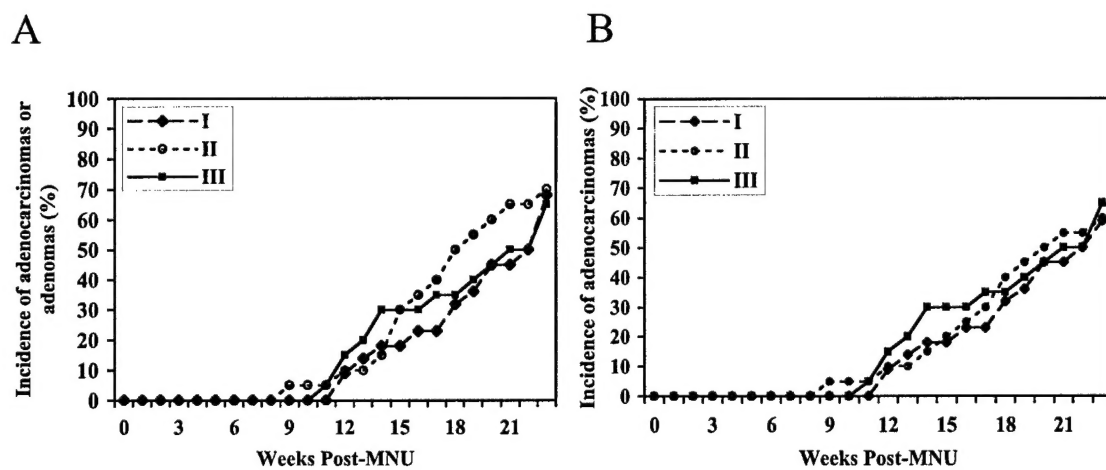 A
Incidence of adenocarcinomas or
adenomas (%)
100
90
80
70
60
50
40
30
20
10
0
I
II
III
0 3 6 9 12 15 18 21
Weeks Post-MNU
B
Incidence of adenocarcinomas (%)
100
90
80
70
60
50
40
30
20
10
0
I
II
III
0 3 6 9 12 15 18 21
Weeks Post-MNU